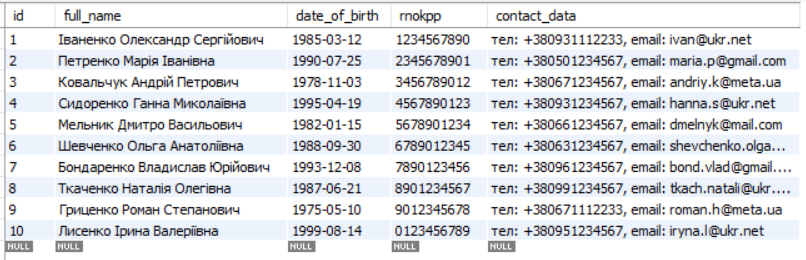 id full_name date_of_birth rnokpp contact_data
1 Іваненко Олександр Сергійович 1985-03-12 1234567890 тел: +380931112233, email: ivan@ukr.net
2 Петренко Марія Іванівна 1990-07-25 2345678901 тел: +380501234567, email: maria.p@gmail.com
3 Ковальчук Андрій Петрович 1978-11-03 3456789012 тел: +380671234567, email: andriy.k@meta.ua
4 Сидоренко Ганна Миколаївна 1995-04-19 4567890123 тел: +380931234567, email: hanna.s@ukr.net
5 Мельник Дмитро Васильович 1982-01-15 5678901234 тел: +380661234567, email: dmelnyk@mail.com
6 Шевченко Ольга Анатоліївна 1988-09-30 6789012345 тел: +380631234567, email: shevchenko.olga...
7 Бондаренко Владислав Юрійович 1993-12-08 7890123456 тел: +380961234567, email: bond.vlad@gmail....
8 Ткаченко Наталія Олегівна 1987-06-21 8901234567 тел: +380991234567, email: tkach.natali@ukr....
9 Гриценко Роман Степанович 1975-05-10 9012345678 тел: +380671112233, email: roman.h@meta.ua
10 Лисенко Ірина Валеріївна 1999-08-14 0123456789 тел: +380951234567, email: iryna.l@ukr.net
NULL NULL NULL NULL NULL